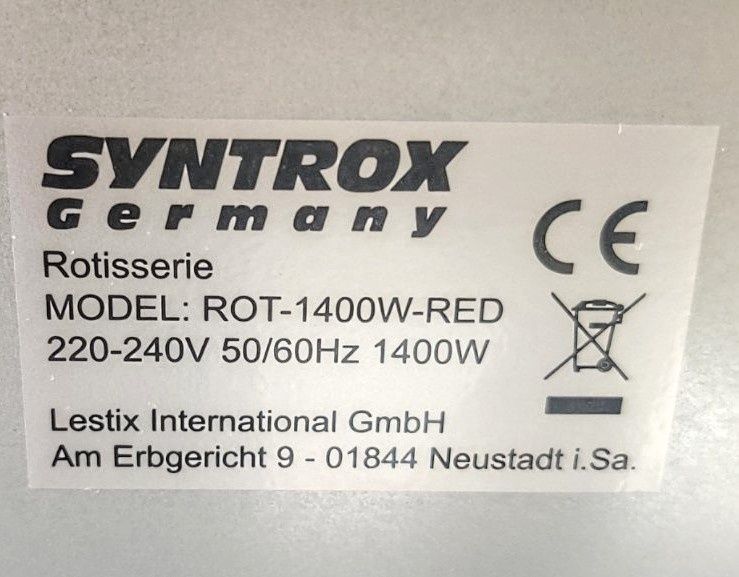 SYNTROX
Germany
Rotisserie
MODEL: ROT-1400W-RED
220-240V 50/60Hz 1400W
CE
Lestix International GmbH
Am Erbgericht 9 - 01844 Neustadt i.Sa.